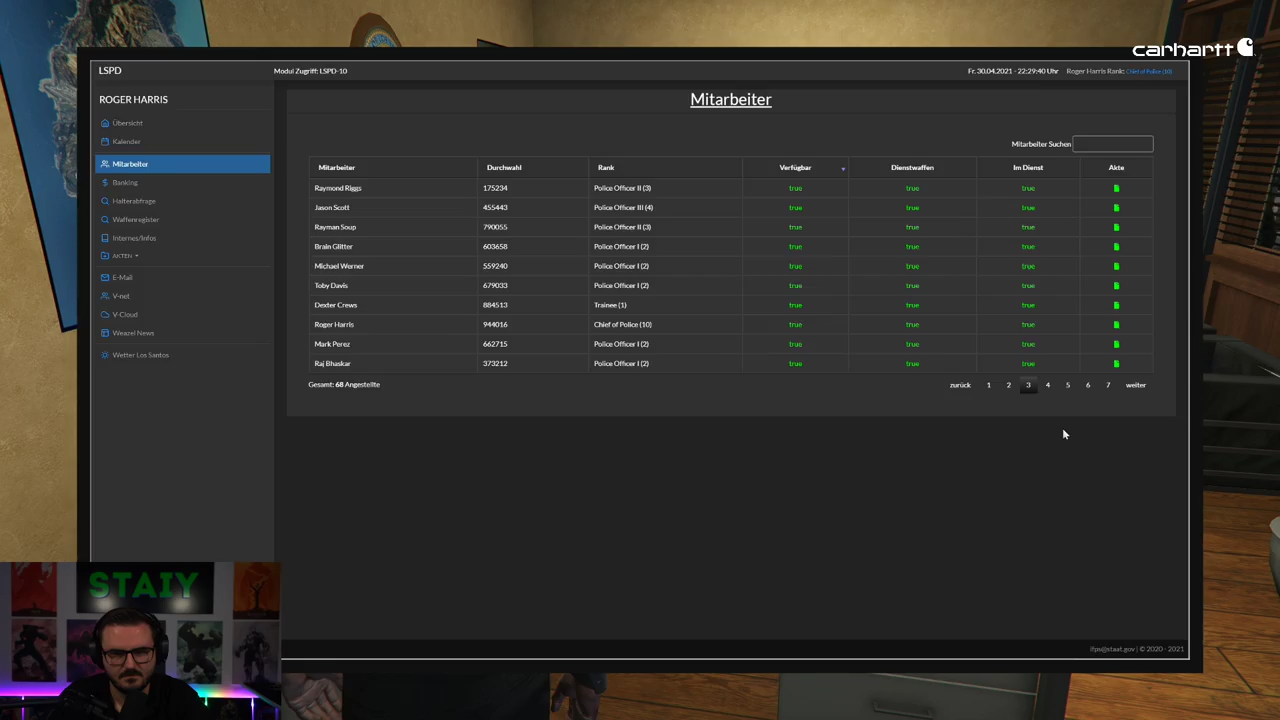 carhartt
LSPD
Modul Zugriff: LSPD-10
Fr. 30.04.2021 - 22:29:40 Uhr
Roger Harris Rank: Chief of Police (10)
ROGER HARRIS
Übersicht
Kalender
Mitarbeiter
Banking
Halterabfrage
Waffenregister
Internes/Infos
AKTEN
E-Mail
V-net
V-Cloud
Weazel News
Wetter Los Santos
Mitarbeiter
Mitarbeiter Suchen
Mitarbeiter Durchwahl Rank Verfügbar Dienstwaffen Im Dienst Akte
Raymond Riggs 175234 Police Officer II (3) true true true
Jason Scott 455443 Police Officer III (4) true true true
Rayman Soup 790055 Police Officer II (3) true true true
Brain Glitter 603658 Police Officer I (2) true true true
Michael Werner 559240 Police Officer I (2) true true true
Toby Davis 679033 Police Officer I (2) true true true
Dexter Crews 884513 Trainee (1) true true true
Roger Harris 944016 Chief of Police (10) true true true
Mark Perez 662715 Police Officer I (2) true true true
Raj Bhaskar 373212 Police Officer I (2) true true true
Gesamt: 68 Angestellte
zurück 1 2 3 4 5 6 7 weiter
STAIY
© 2020 - 2021